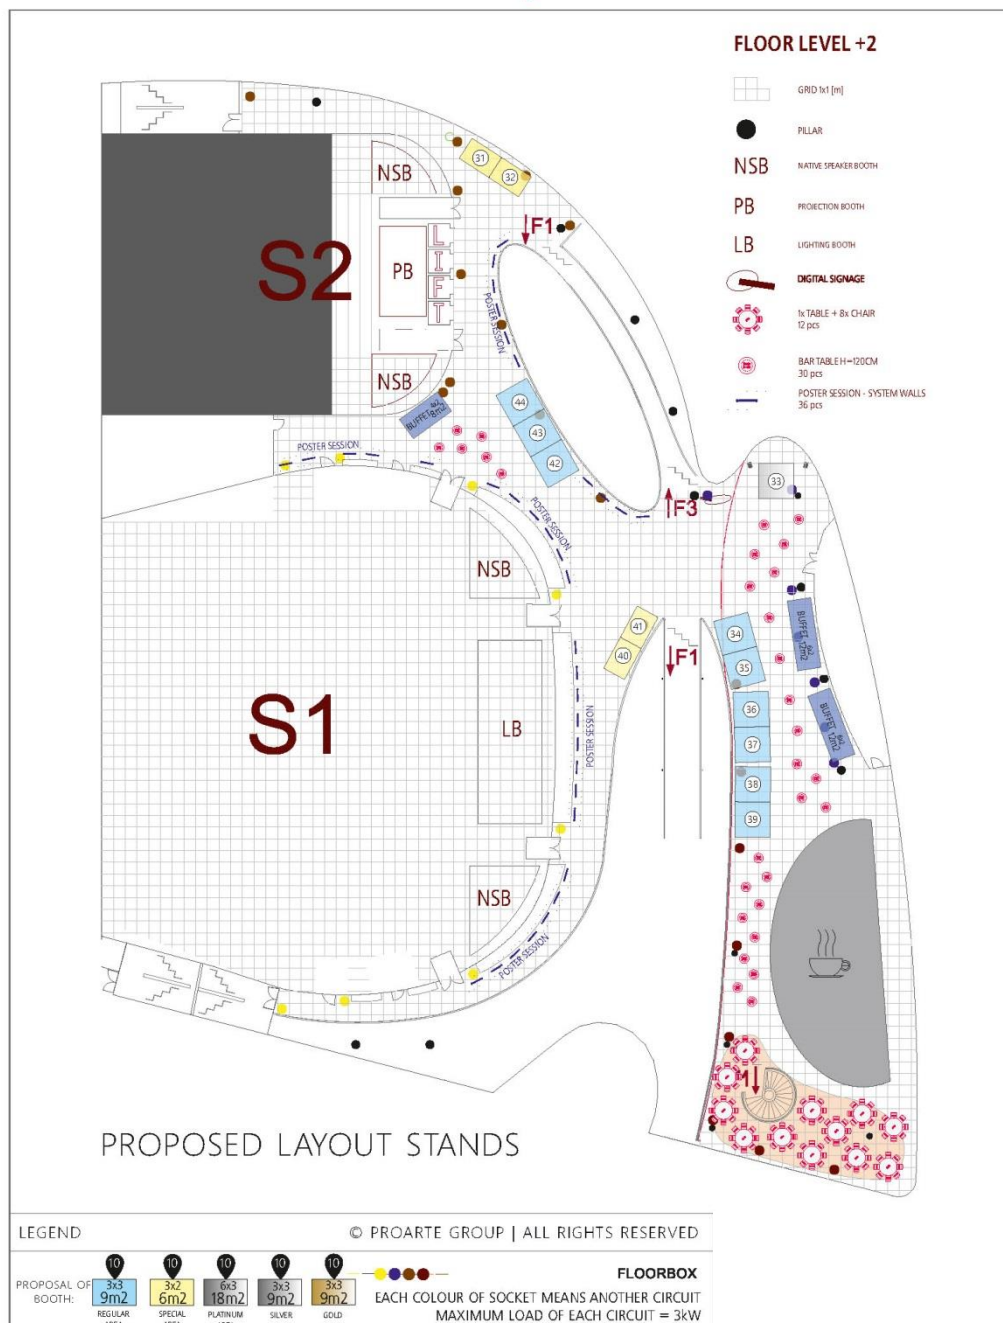 FLOOR LEVEL +2
GRID 1x1 [m]
PILLAR
NSB NATIVE SPEAKER BOOTH
PB PROJECTION BOOTH
LB LIGHTING BOOTH
DIGITAL SIGNAGE
1x TABLE + 8x CHAIR
12 pcs
BAR TABLE H=120CM
30 pcs
POSTER SESSION - SYSTEM WALLS
36 pcs
31
32
NSB
F1
S2
PB
LIFT
POSTER SESSION
NSB
BUFFET 8m2
44
43
42
POSTER SESSION
33
F3
POSTER SESSION
NSB
41
40
34
35
BUFFET 6x2
12m2
F1
S1
LB
POSTER SESSION
36
37
BUFFET 6x2
12m2
38
39
NSB
POSTER SESSION
PROPOSED LAYOUT STANDS
LEGEND © PROARTE GROUP | ALL RIGHTS RESERVED
10 10 10 10 10
PROPOSAL OF
BOOTH:
3x3 3x2 6x3 3x3 3x3
9m2 6m2 18m2 9m2 9m2
REGULAR SPECIAL PLATINUM SILVER GOLD
FLOORBOX
EACH COLOUR OF SOCKET MEANS ANOTHER CIRCUIT
MAXIMUM LOAD OF EACH CIRCUIT = 3kW